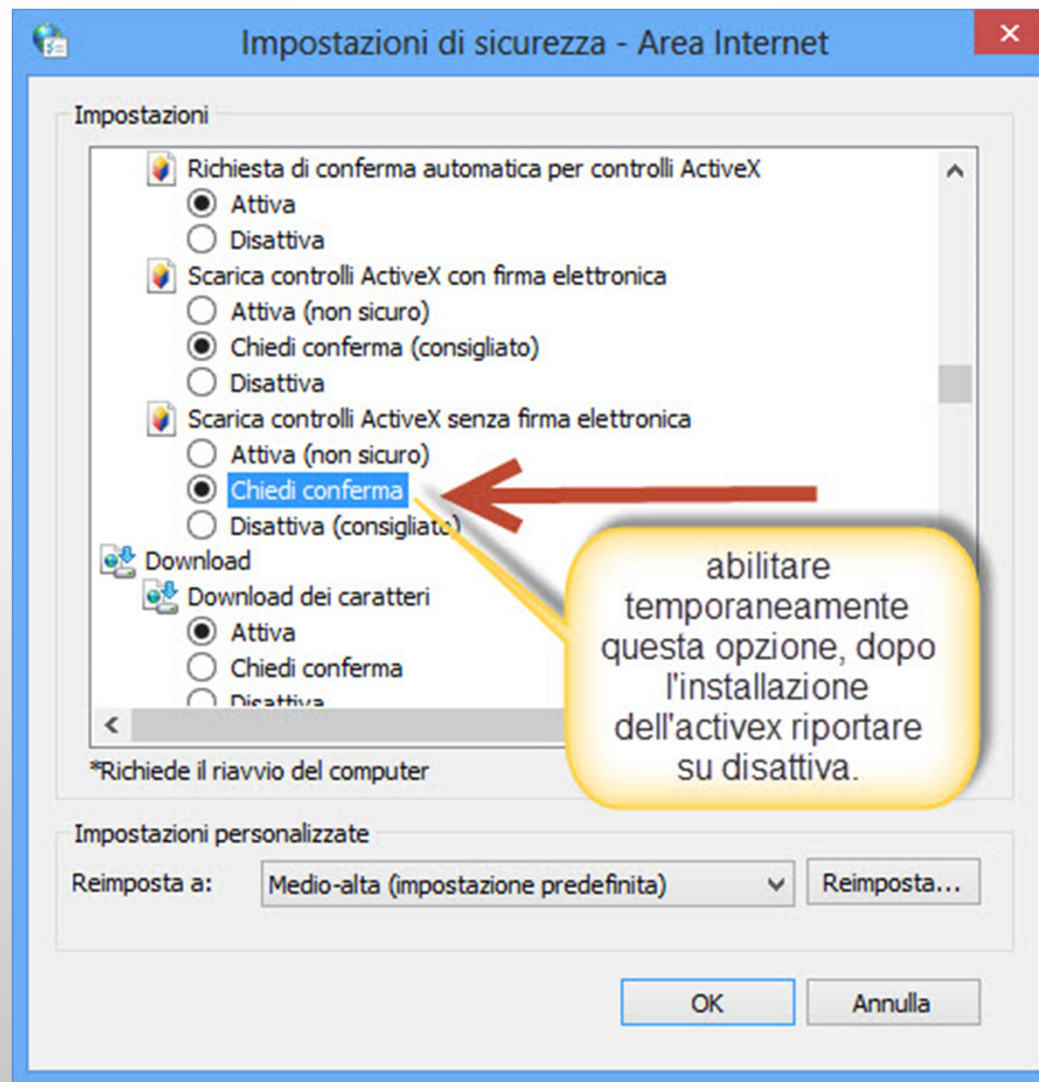 Impostazioni di sicurezza - Area Internet
Impostazioni
Richiesta di conferma automatica per controlli ActiveX
Attiva
Disattiva
Scarica controlli ActiveX con firma elettronica
Attiva (non sicuro)
Chiedi conferma (consigliato)
Disattiva
Scarica controlli ActiveX senza firma elettronica
Attiva (non sicuro)
Chiedi conferma
Disattiva (consigliato)
Download
Download dei caratteri
Attiva
Chiedi conferma
Disattiva
abilitare
temporaneamente
questa opzione, dopo
l'installazione
dell'activex riportare
su disattiva.
*Richiede il riavvio del computer
Impostazioni personalizzate
Reimposta a:
Medio-alta (impostazione predefinita)
Reimposta...
OK
Annulla